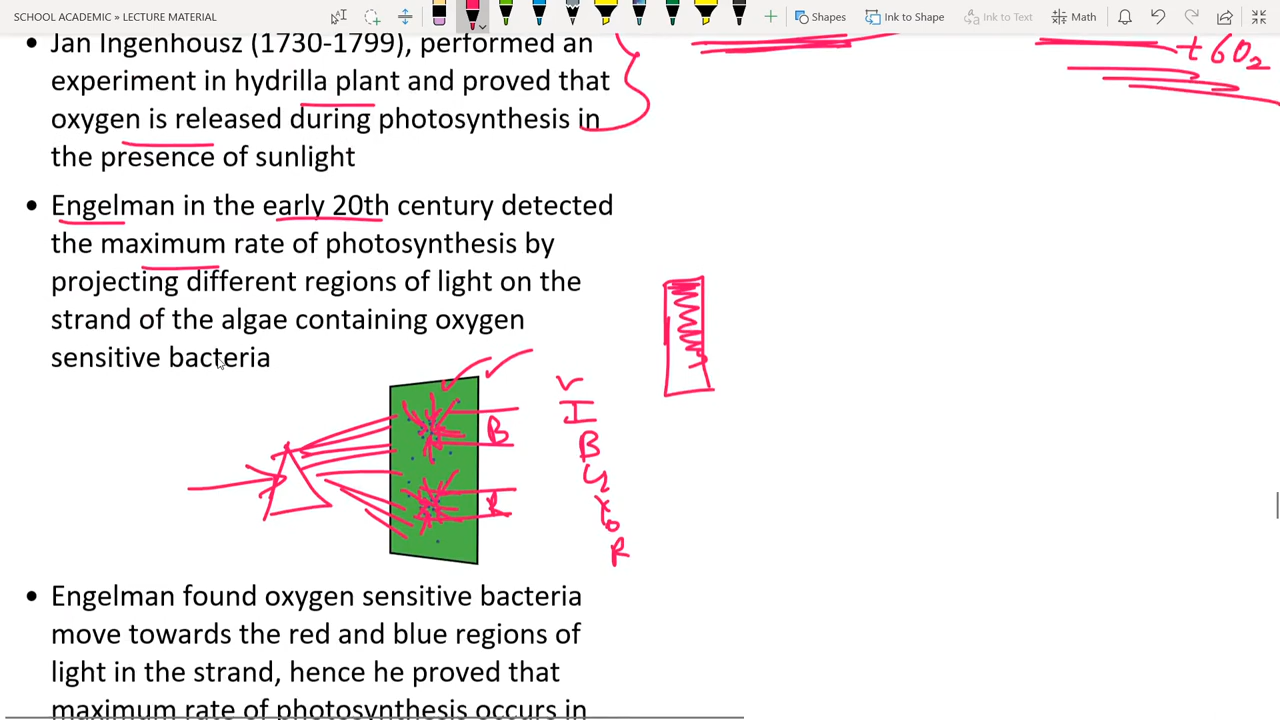 SCHOOL ACADEMIC » LECTURE MATERIAL
Shapes
Ink to Shape
Ink to Text
Math
• Jan Ingenhousz (1730-1799), performed an
experiment in hydrilla plant and proved that
oxygen is released during photosynthesis in
the presence of sunlight
+ 6O2
• Engelman in the early 20th century detected
the maximum rate of photosynthesis by
projecting different regions of light on the
strand of the algae containing oxygen
sensitive bacteria
B
R
V
I
B
G
Y
O
R
• Engelman found oxygen sensitive bacteria
move towards the red and blue regions of
light in the strand, hence he proved that
maximum rate of photosynthesis occurs in